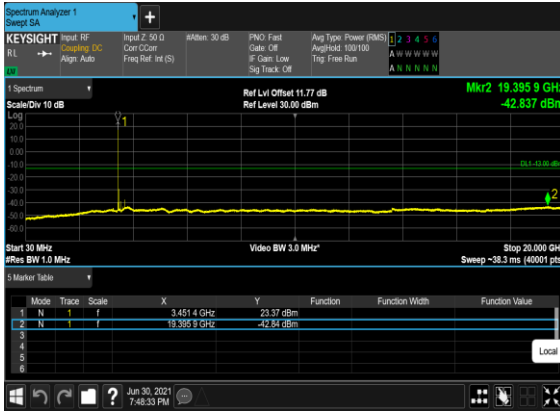 Spectrum Analyzer 1
Swept SA
+
KEYSIGHT Input: RF Input Z: 50 Ω #Atten: 30 dB PNO: Fast Avg Type: Power (RMS) 1 2 3 4 5 6
RL Coupling: DC Corr CCorr Gate: Off Avg|Hold: 100/100 A W W W W W
Align: Auto Freq Ref: Int (S) IF Gain: Low Trig: Free Run
Sig Track: Off A N N N N N
1 Spectrum Ref Lvl Offset 11.77 dB Mkr2 19.395 9 GHz
Scale/Div 10 dB Ref Level 30.00 dBm -42.837 dBm
Log
20.0
10.0
0.00
-10.0
-20.0
-30.0
-40.0
-50.0
-60.0
1
DL1 -13.00 dBm
2
Start 30 MHz Video BW 3.0 MHz* Stop 20.000 GH
#Res BW 1.0 MHz Sweep ~38.3 ms (40001 pts
5 Marker Table
Mode Trace Scale X Y Function Function Width Function Value
1 N 1 f 3.451 4 GHz 23.37 dBm
2 N 1 f 19.395 9 GHz -42.84 dBm
3
4
5
6
Local
? Jun 30, 2021
7:48:33 PM